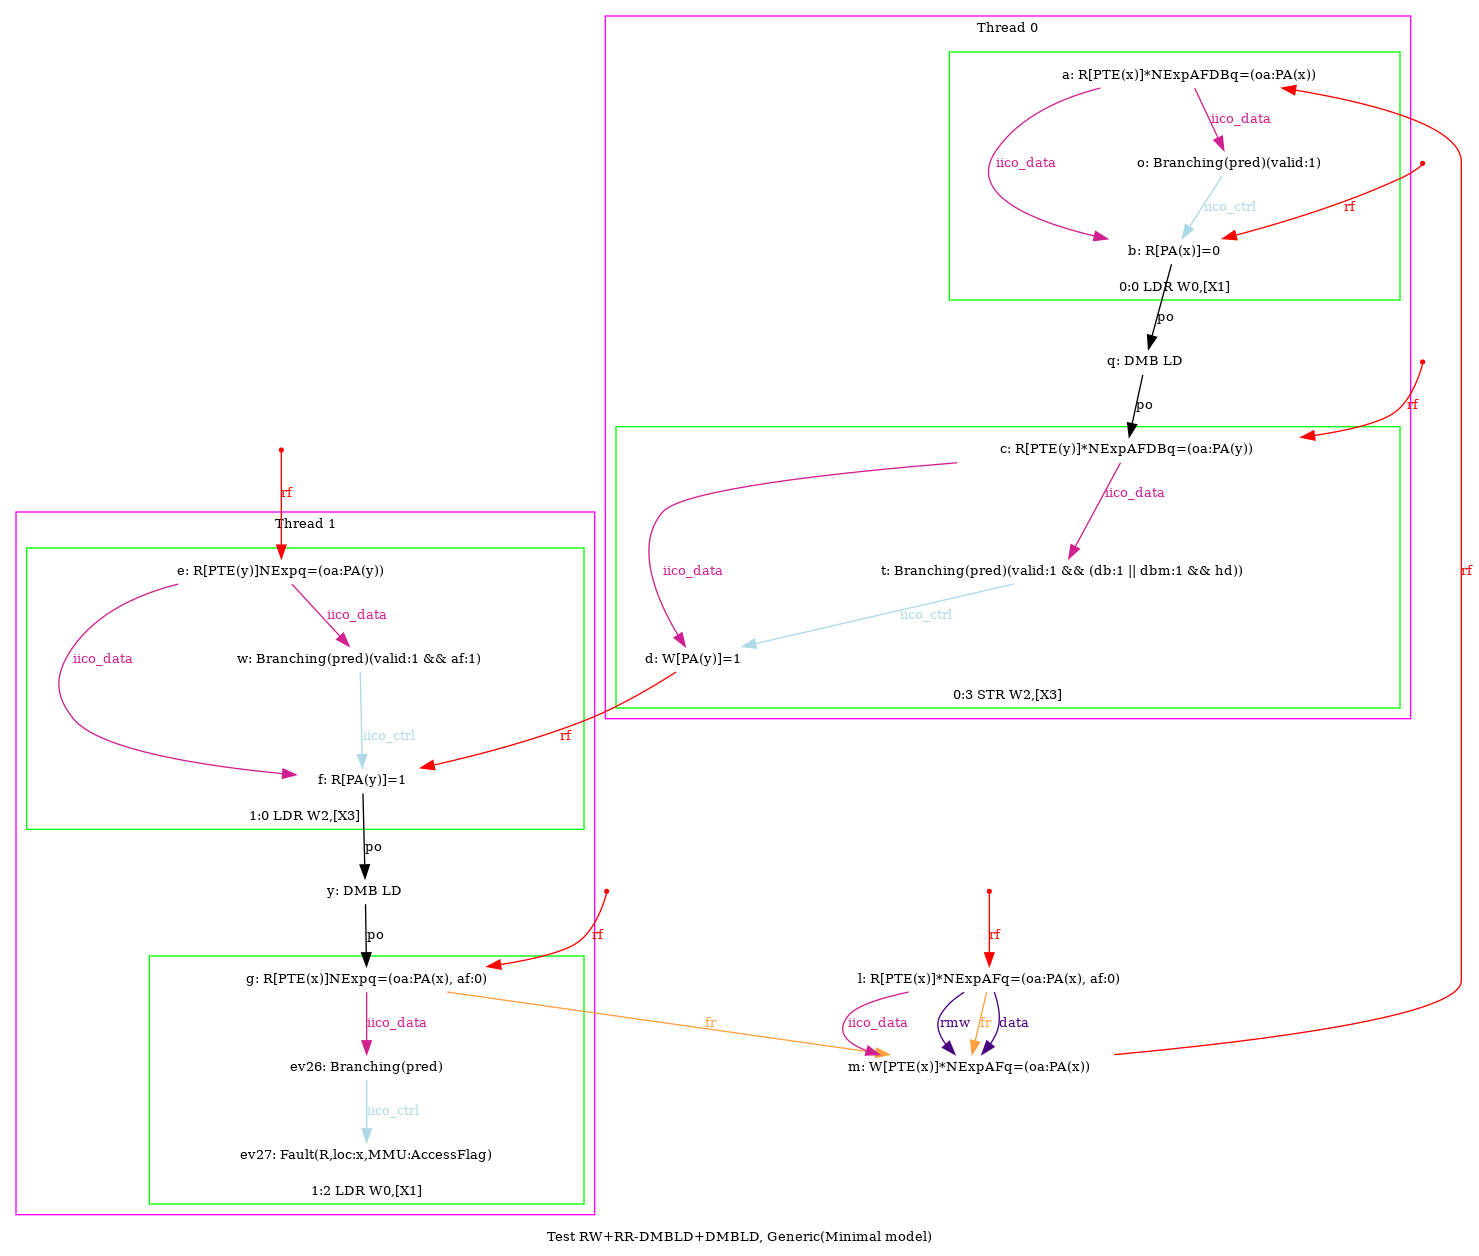 Thread 0
a: R[PTE(x)]*NExpAFDBq=(oa:PA(x))
iico_data
iico_data
o: Branching(pred)(valid:1)
iico_ctrl
rf
b: R[PA(x)]=0
0:0 LDR W0,[X1]
po
q: DMB LD
po
rf
c: R[PTE(y)]*NExpAFDBq=(oa:PA(y))
iico_data
iico_data
t: Branching(pred)(valid:1 && (db:1 || dbm:1 && hd))
iico_ctrl
d: W[PA(y)]=1
0:3 STR W2,[X3]
rf
rf
Thread 1
e: R[PTE(y)]NExpq=(oa:PA(y))
iico_data
iico_data
w: Branching(pred)(valid:1 && af:1)
iico_ctrl
rf
f: R[PA(y)]=1
1:0 LDR W2,[X3]
po
y: DMB LD
po
rf
rf
g: R[PTE(x)]NExpq=(oa:PA(x), af:0)
l: R[PTE(x)]*NExpAFq=(oa:PA(x), af:0)
iico_data
fr
iico_data
rmw
fr
data
ev26: Branching(pred)
m: W[PTE(x)]*NExpAFq=(oa:PA(x))
iico_ctrl
ev27: Fault(R,loc:x,MMU:AccessFlag)
1:2 LDR W0,[X1]
Test RW+RR-DMBLD+DMBLD, Generic(Minimal model)